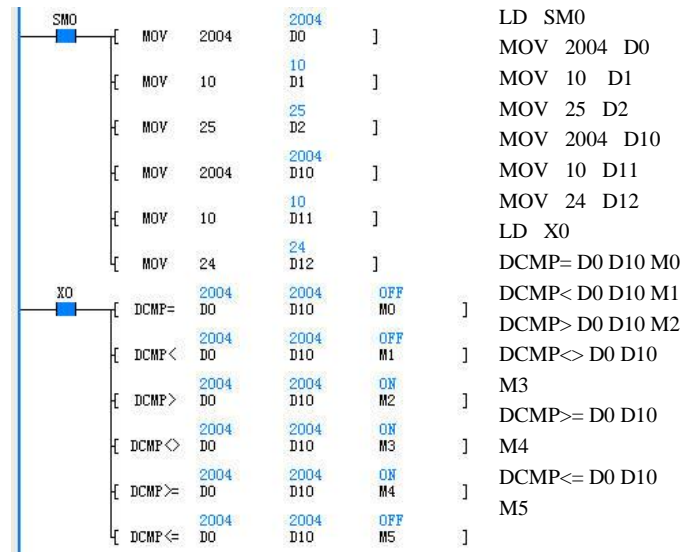 SM0
2004
[ MOV 2004 D0 ]
10
[ MOV 10 D1 ]
25
[ MOV 25 D2 ]
2004
[ MOV 2004 D10 ]
10
[ MOV 10 D11 ]
24
[ MOV 24 D12 ]
X0
2004 2004 OFF
[ DCMP= D0 D10 M0 ]
2004 2004 OFF
[ DCMP< D0 D10 M1 ]
2004 2004 ON
[ DCMP> D0 D10 M2 ]
2004 2004 ON
[ DCMP<> D0 D10 M3 ]
2004 2004 ON
[ DCMP>= D0 D10 M4 ]
2004 2004 OFF
[ DCMP<= D0 D10 M5 ]
LD SM0
MOV 2004 D0
MOV 10 D1
MOV 25 D2
MOV 2004 D10
MOV 10 D11
MOV 24 D12
LD X0
DCMP= D0 D10 M0
DCMP< D0 D10 M1
DCMP> D0 D10 M2
DCMP<> D0 D10
M3
DCMP>= D0 D10
M4
DCMP<= D0 D10
M5